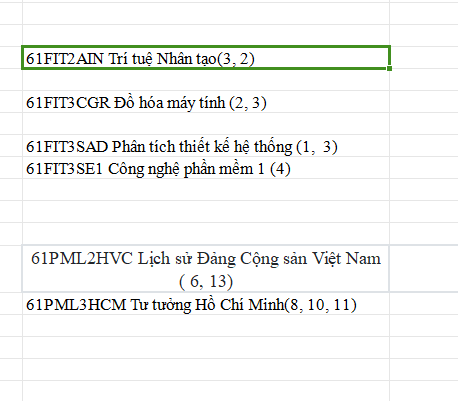 61FIT2AIN Trí tuệ Nhân tạo(3, 2)
61FIT3CGR Đồ hóa máy tính (2, 3)
61FIT3SAD Phân tích thiết kế hệ thống (1,  3)
61FIT3SE1 Công nghệ phần mềm 1 (4)
61PML2HVC Lịch sử Đảng Cộng sản Việt Nam
( 6, 13)
61PML3HCM Tư tưởng Hồ Chí Minh(8, 10, 11)